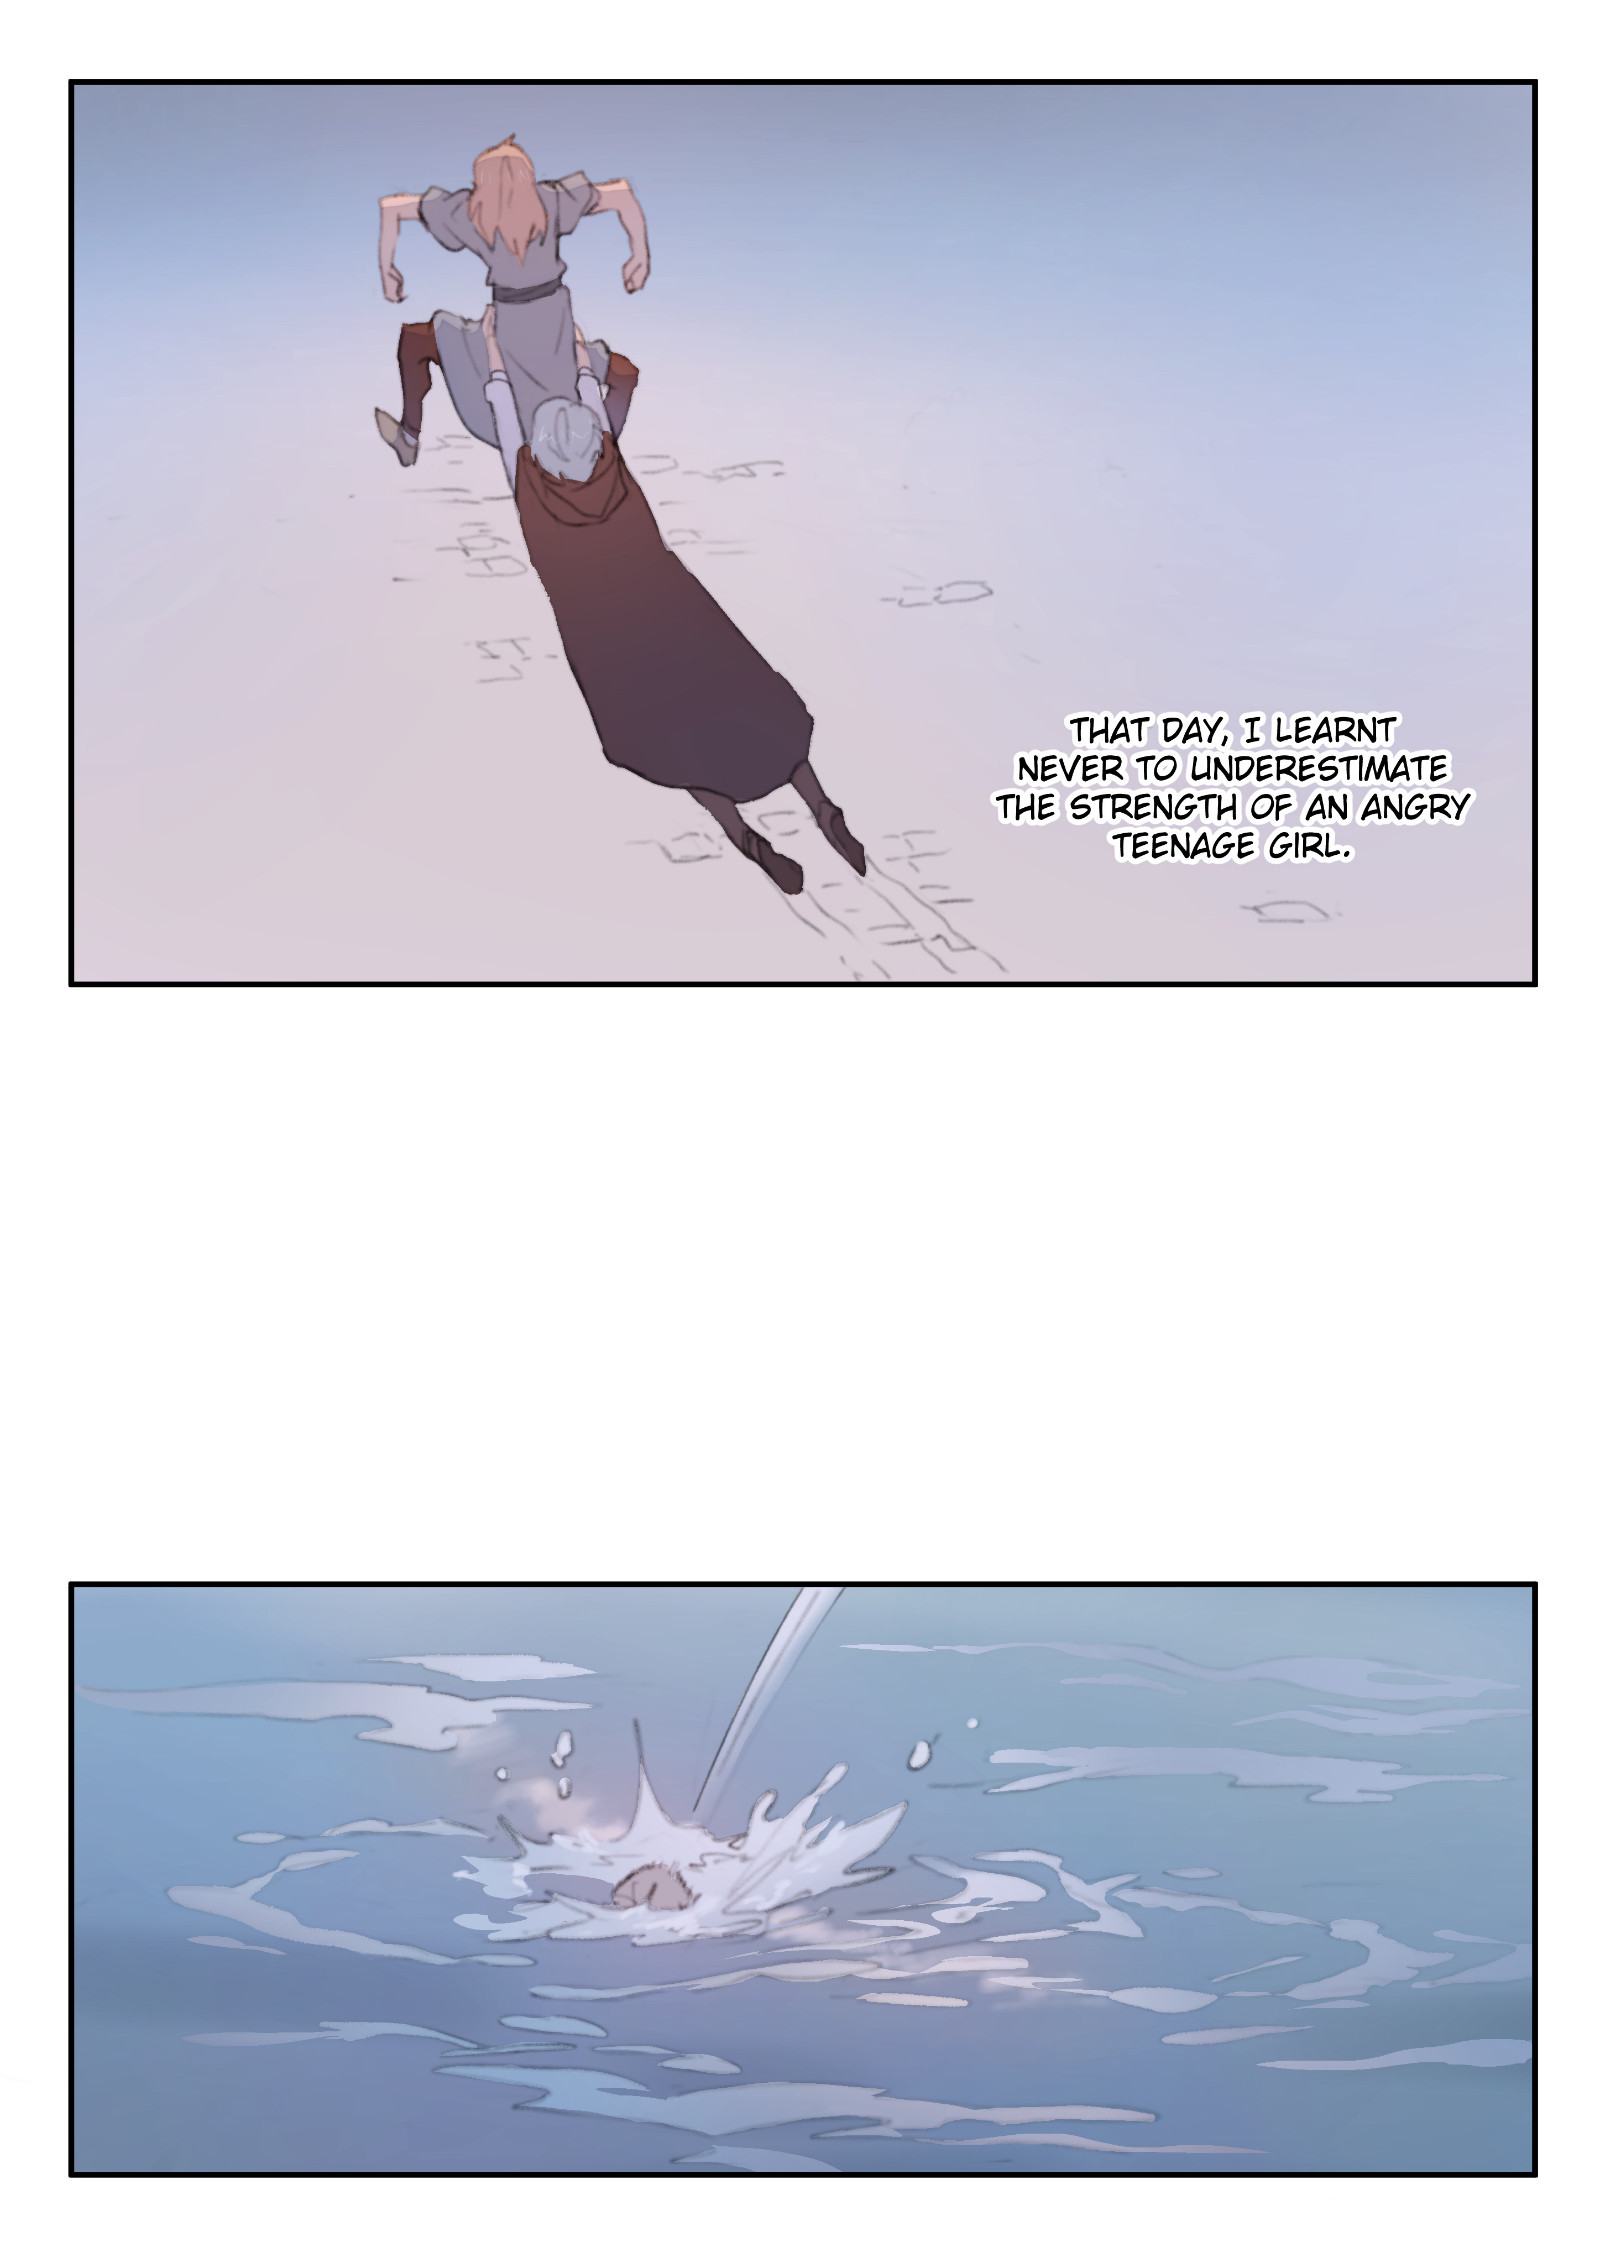 THAT DAY, I LEARNT
NEVER TO UNDERESTIMATE
THE STRENGTH OF AN ANGRY
TEENAGE GIRL.